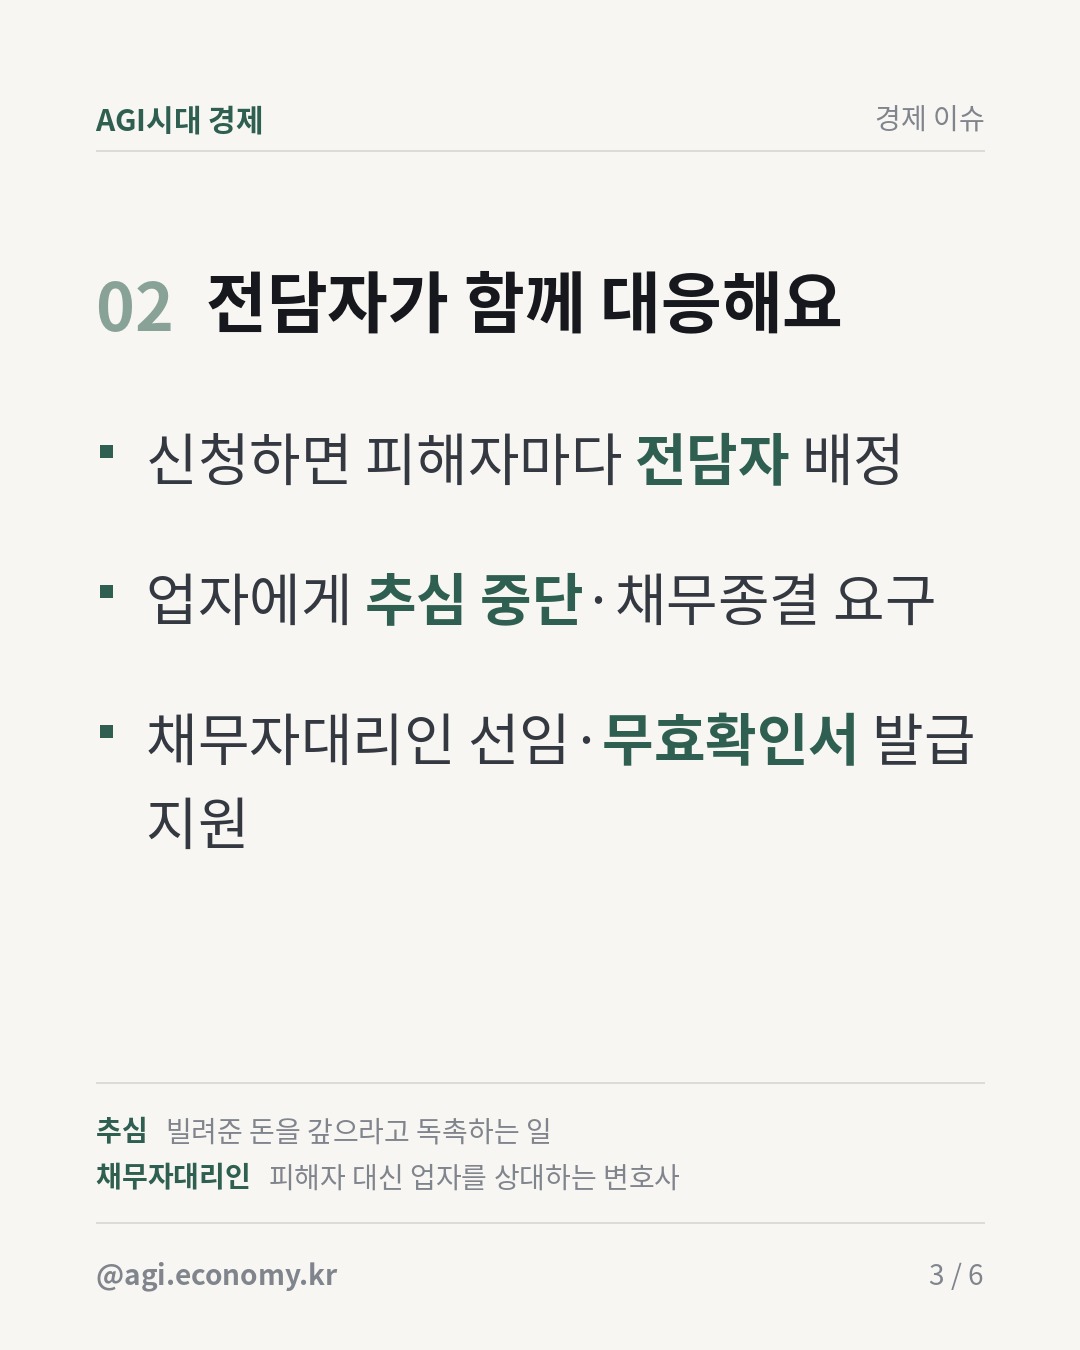 AGI시대 경제
경제 이슈
02 전담자가 함께 대응해요
▪ 신청하면 피해자마다 전담자 배정
▪ 업자에게 추심 중단·채무종결 요구
▪ 채무자대리인 선임·무효확인서 발급
지원
추심 빌려준 돈을 갚으라고 독촉하는 일
채무자대리인 피해자 대신 업자를 상대하는 변호사
@agi.economy.kr
3 / 6